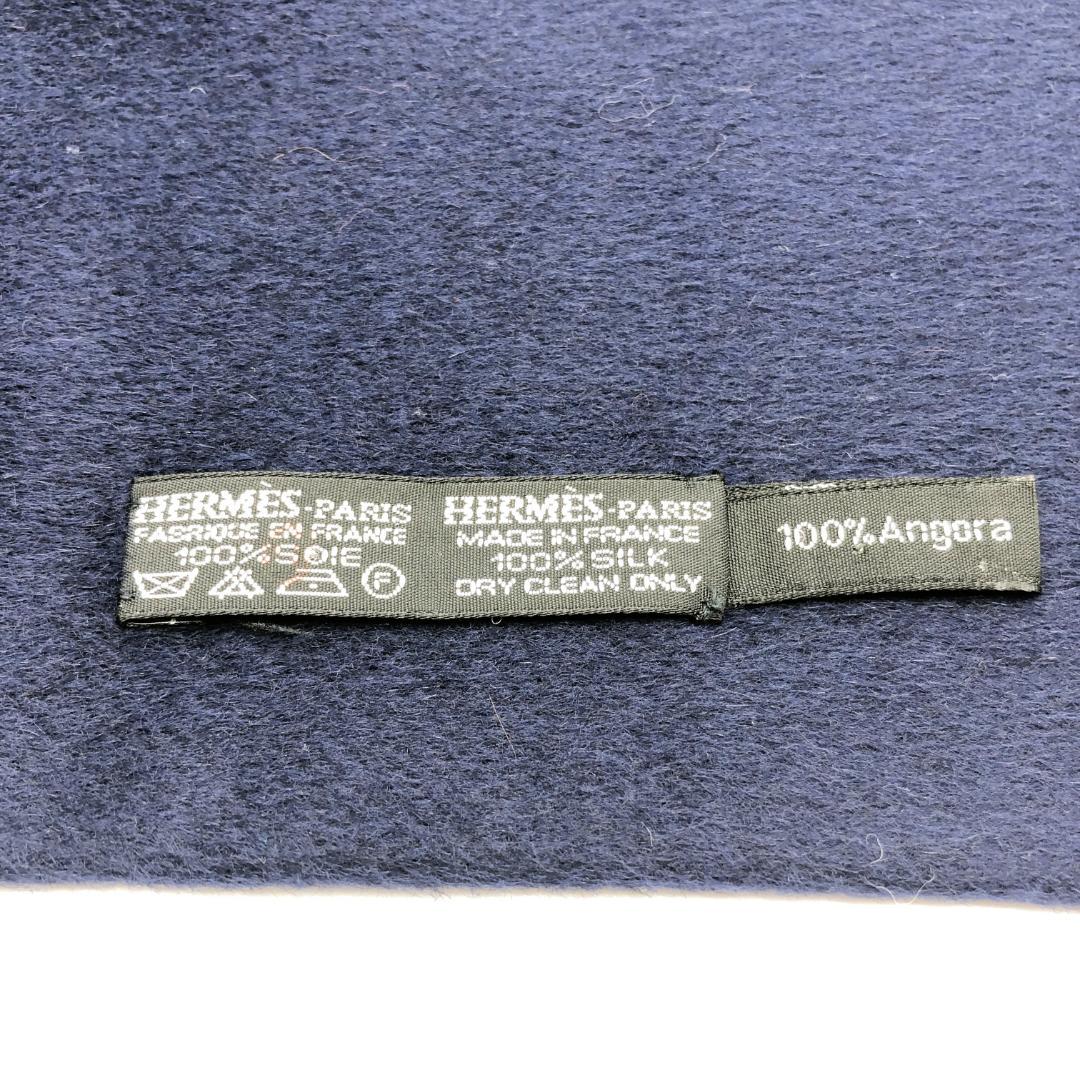 HERMÈS-PARIS
FABRIQUE EN FRANCE
100% SOIE
F
HERMÈS-PARIS
MADE IN FRANCE
100% SILK
DRY CLEAN ONLY
100% Angora